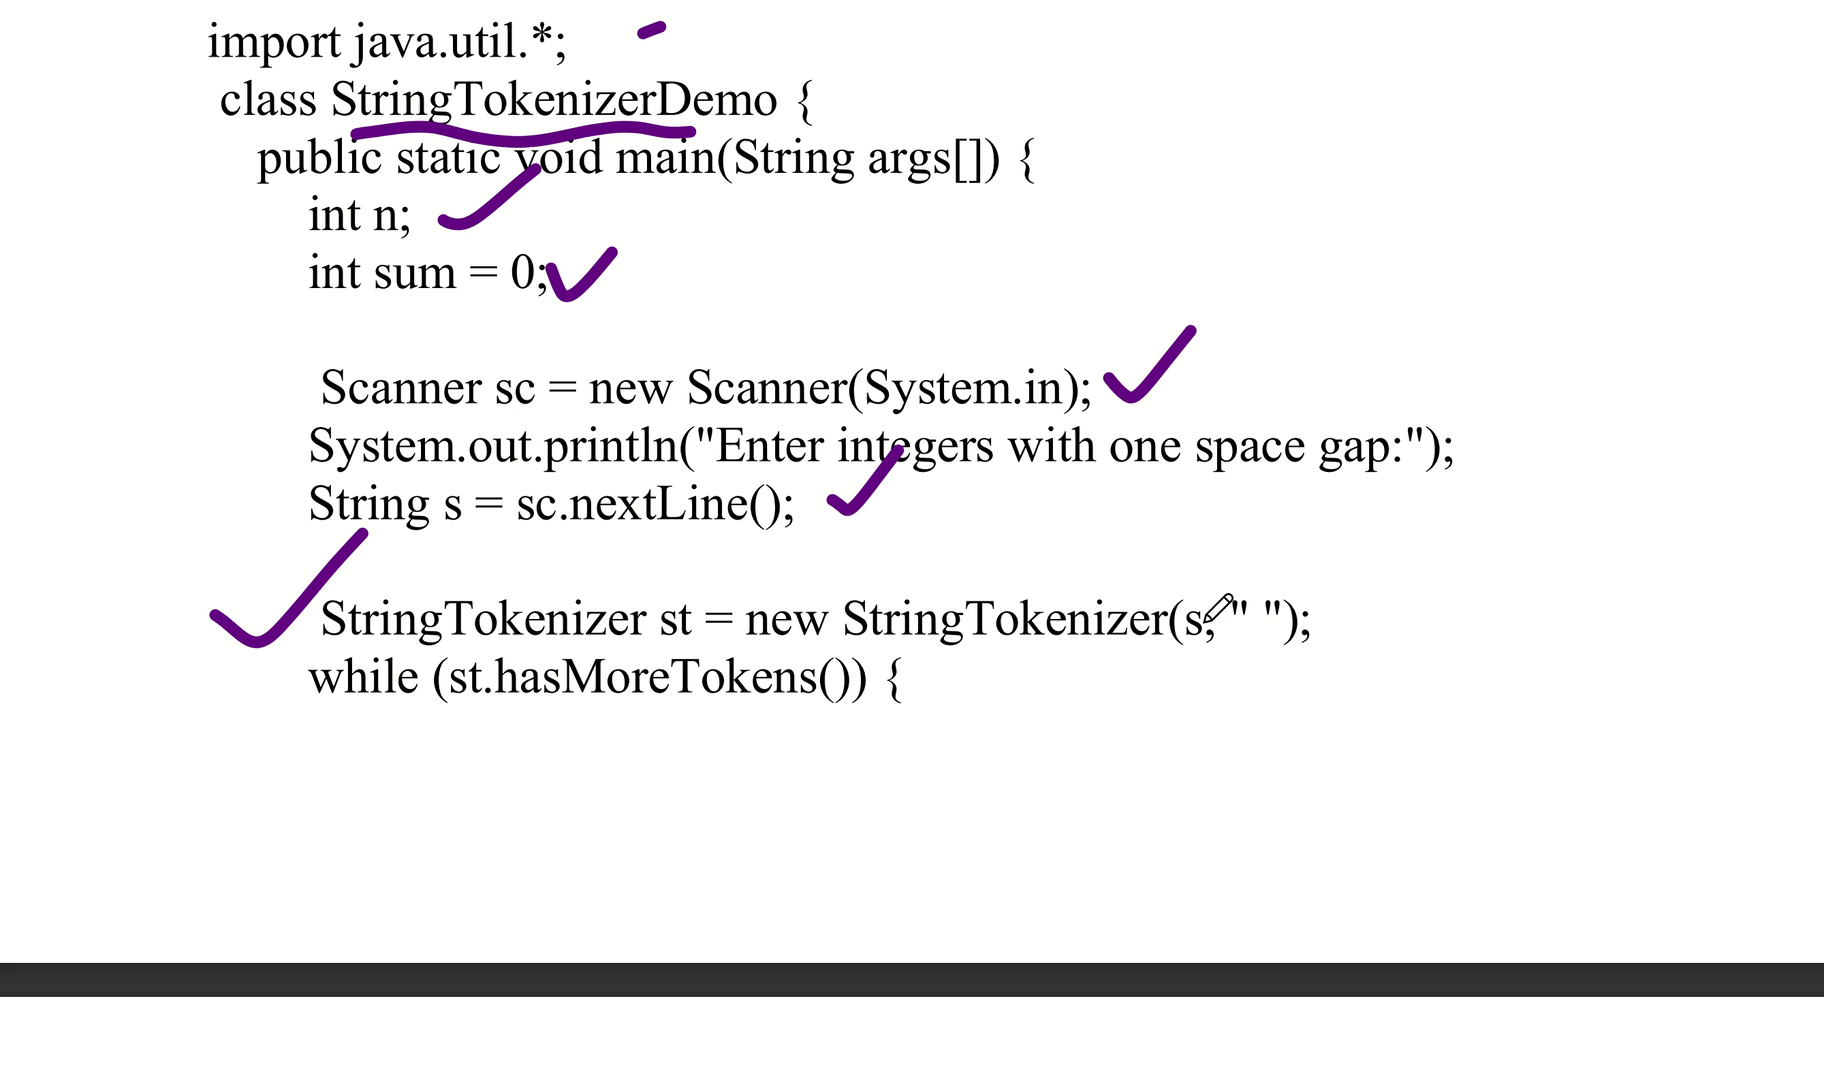 import java.util.*;
class StringTokenizerDemo {
public static void main(String args[]) {
int n;
int sum = 0;
Scanner sc = new Scanner(System.in);
System.out.println("Enter integers with one space gap:");
String s = sc.nextLine();
StringTokenizer st = new StringTokenizer(s, " ");
while (st.hasMoreTokens()) {